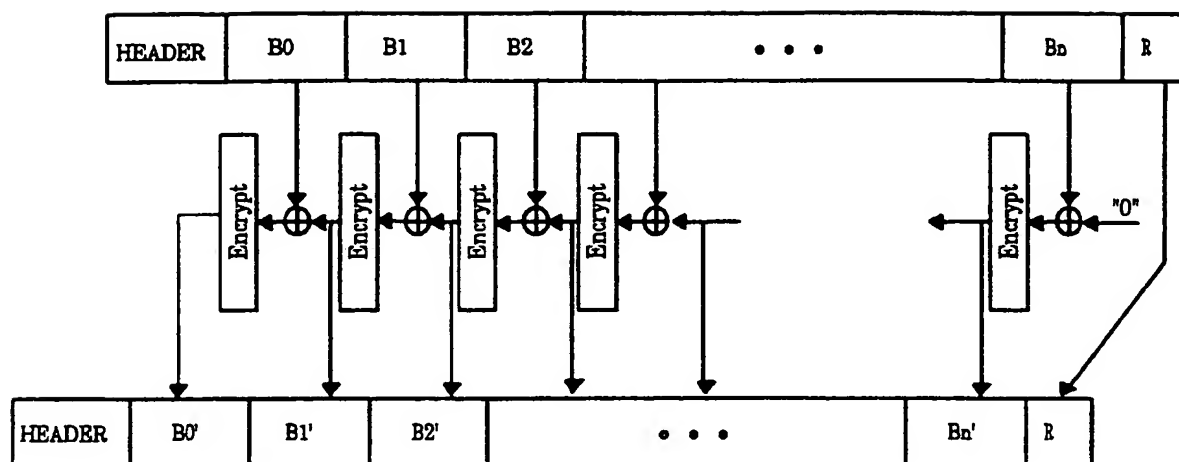 HEADER B0 B1 B2 • • • Bn R
Encrypt Encrypt Encrypt Encrypt Encrypt "0"
HEADER B0' B1' B2' • • • Bn' R